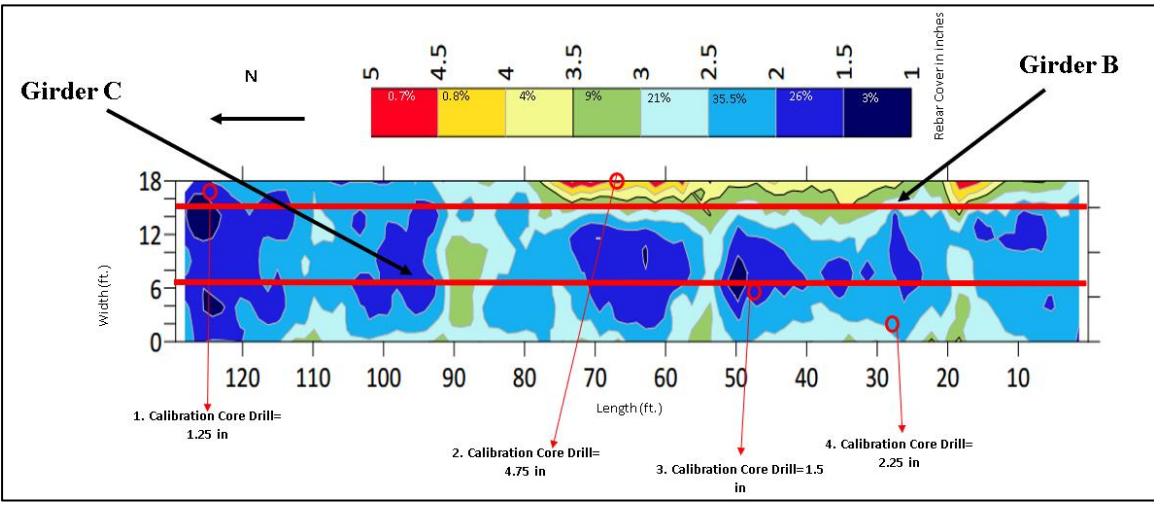 5 4.5 4 3.5 3 2.5 2 1.5 1
N
Rebar Cover in inches
Girder C
Girder B
0.7% 0.8% 4% 9% 21% 35.5% 26% 3%
18
12
6
0
Width (ft.)
120 110 100 90 80 70 60 50 40 30 20 10
Length (ft.)
1. Calibration Core Drill=
1.25 in
2. Calibration Core Drill=
4.75 in
3. Calibration Core Drill=1.5
in
4. Calibration Core Drill=
2.25 in